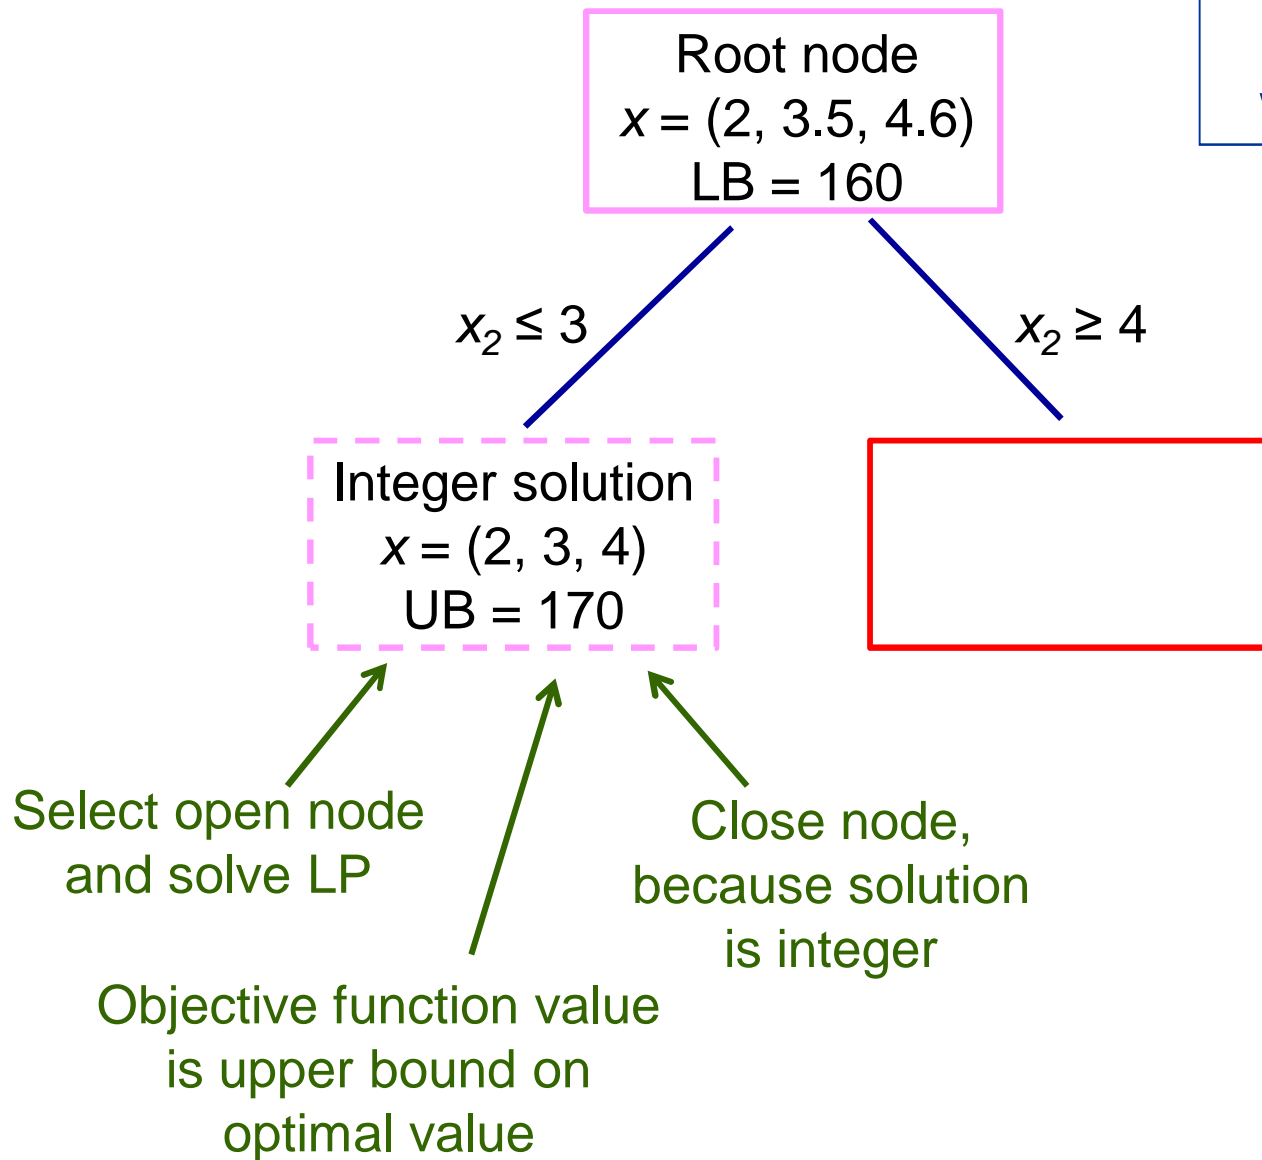 Root node
x = (2, 3.5, 4.6)
LB = 160
x₂ ≤ 3
x₂ ≥ 4
Integer solution
x = (2, 3, 4)
UB = 170
Select open node
and solve LP
Close node,
because solution
is integer
Objective function value
is upper bound on
optimal value